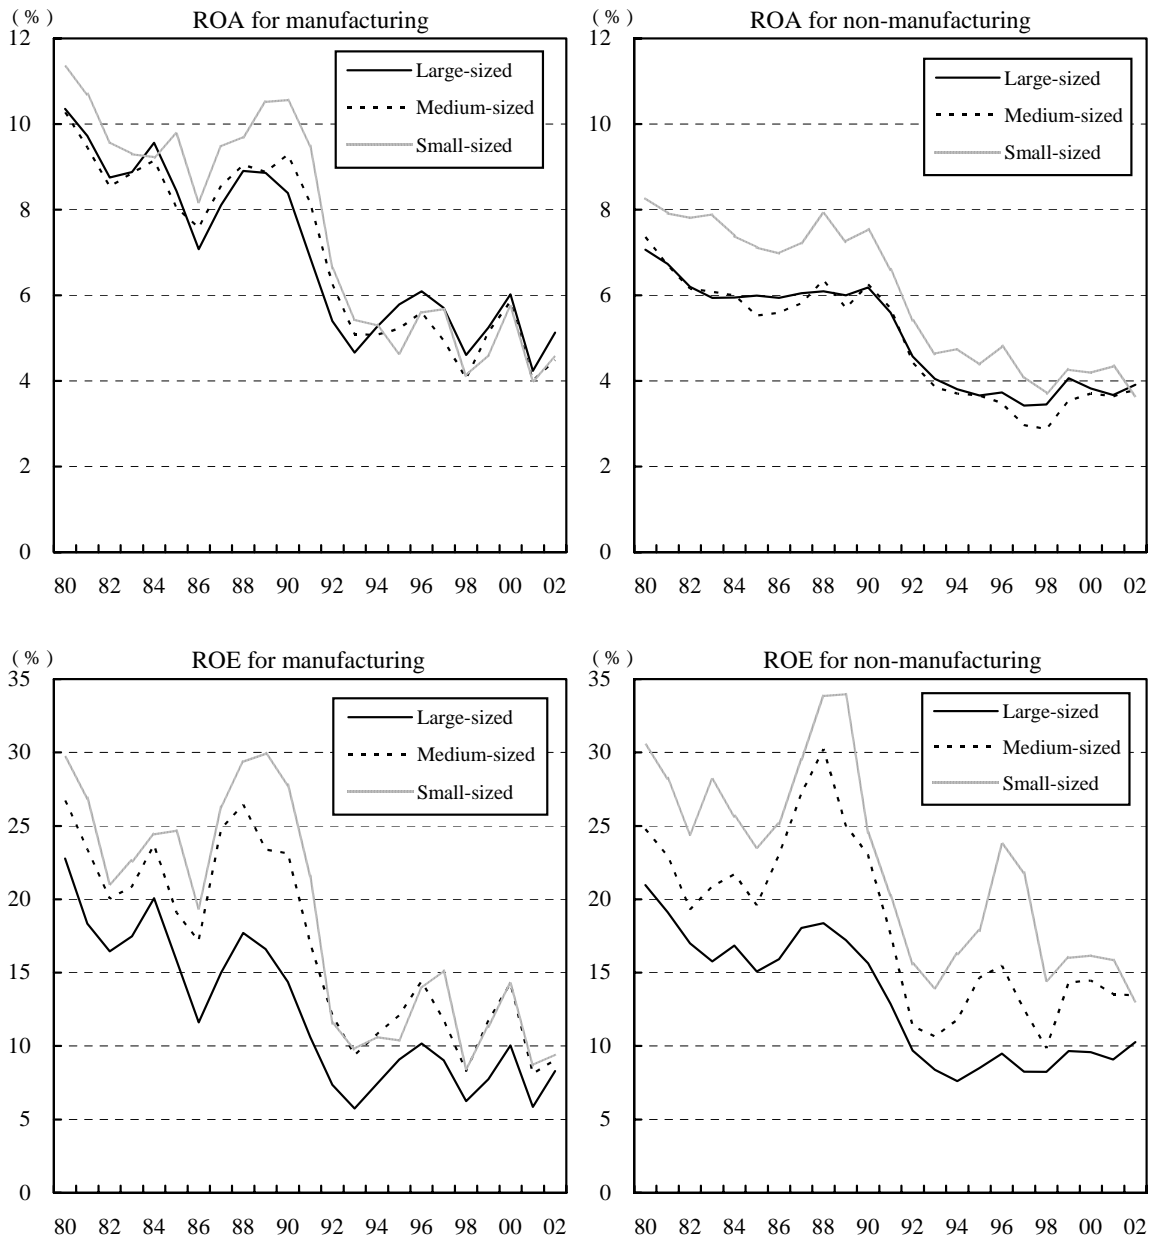 ( % )
ROA for manufacturing
12
10
8
6
4
2
0
Large-sized
Medium-sized
Small-sized
80 82 84 86 88 90 92 94 96 98 00 02
( % )
ROA for non-manufacturing
12
10
8
6
4
2
0
Large-sized
Medium-sized
Small-sized
80 82 84 86 88 90 92 94 96 98 00 02
( % )
ROE for manufacturing
35
30
25
20
15
10
5
0
Large-sized
Medium-sized
Small-sized
80 82 84 86 88 90 92 94 96 98 00 02
( % )
ROE for non-manufacturing
35
30
25
20
15
10
5
0
Large-sized
Medium-sized
Small-sized
80 82 84 86 88 90 92 94 96 98 00 02